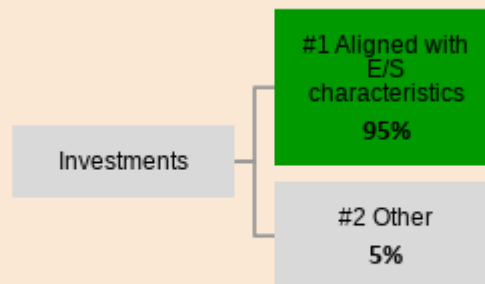 #1 Aligned with
E/S
characteristics
95%
Investments
#2 Other
5%